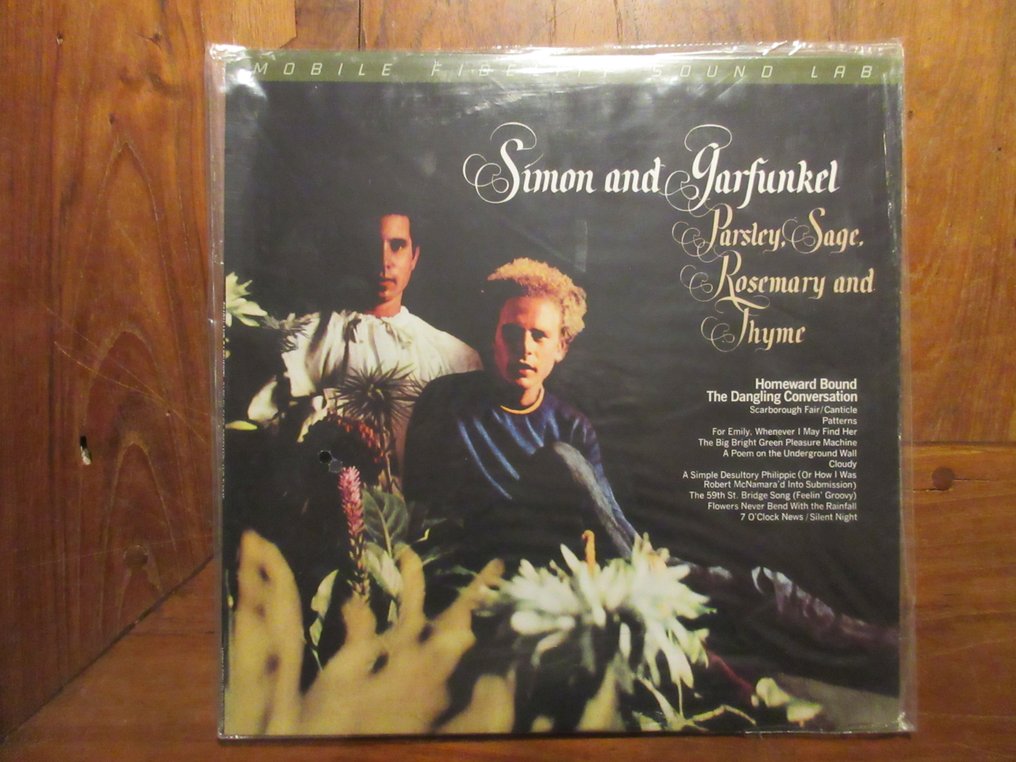 MOBILE FIDELITY SOUND LAB
Simon and Garfunkel
Parsley, Sage,
Rosemary and
Thyme
Homeward Bound
The Dangling Conversation
Scarborough Fair/Canticle
Patterns
For Emily, Whenever I May Find Her
The Big Bright Green Pleasure Machine
A Poem on the Underground Wall
Cloudy
A Simple Desultory Philippic (Or How I Was
Robert McNamara'd Into Submission)
The 59th St. Bridge Song (Feelin' Groovy)
Flowers Never Bend With the Rainfall
7 O'Clock News/Silent Night